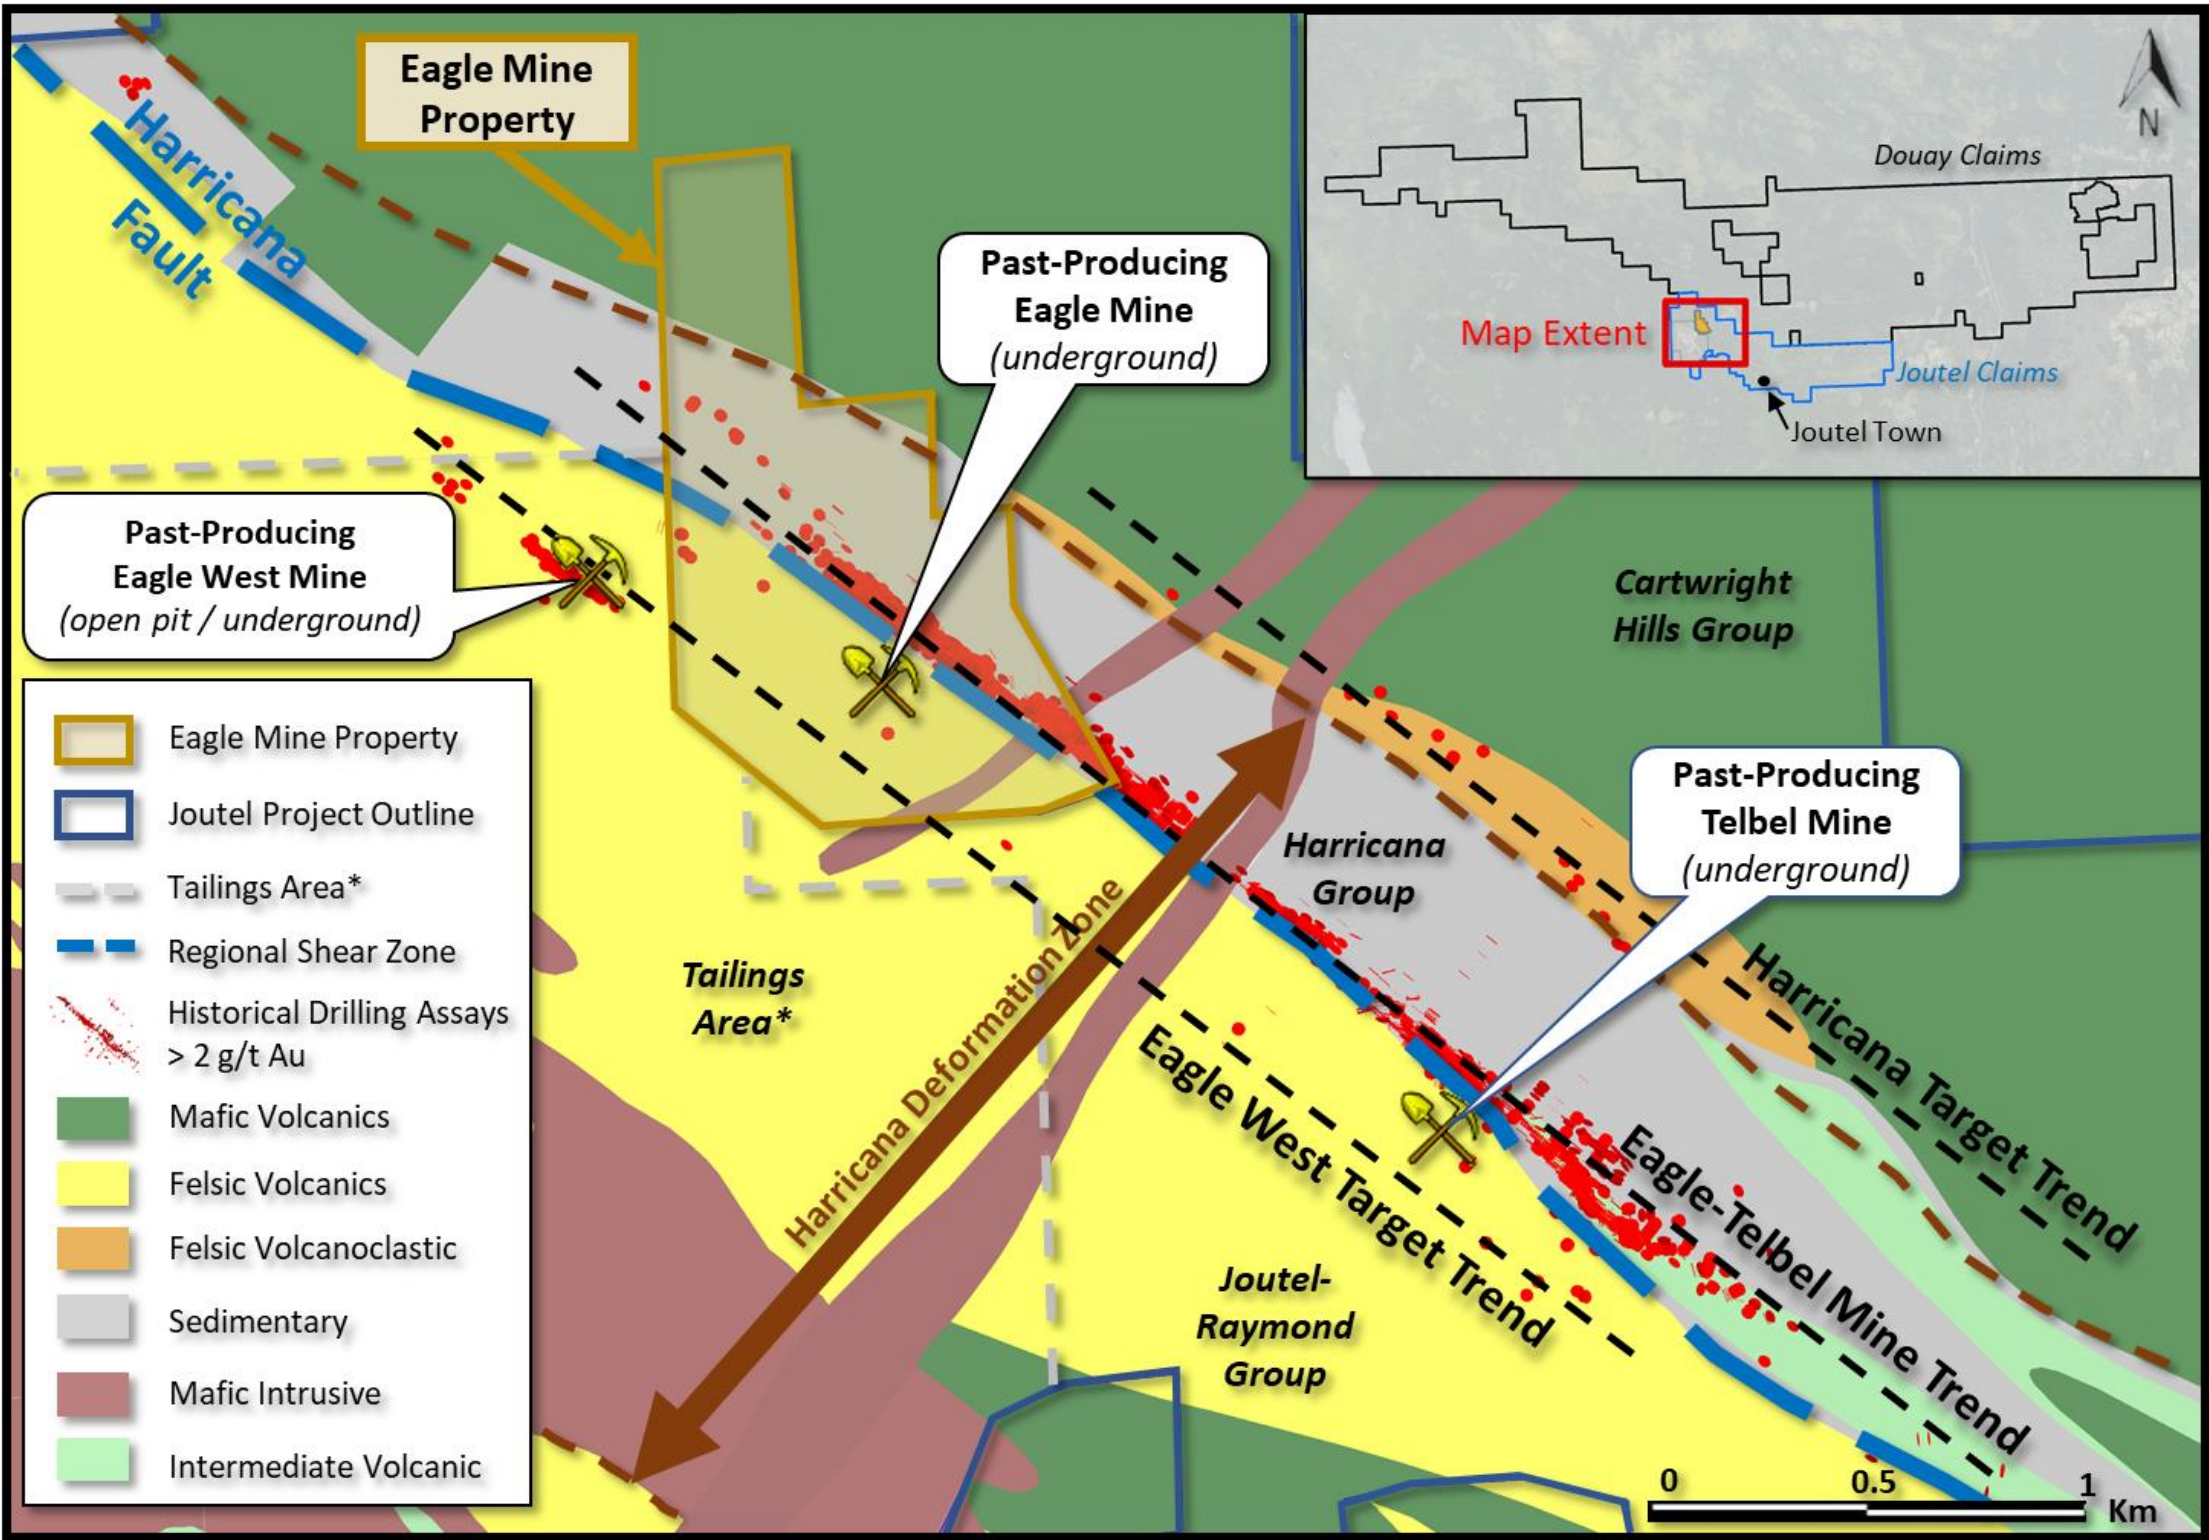 Eagle Mine
Property
Harricana
Fault
Past-Producing
Eagle Mine
(underground)
N
Douay Claims
Map Extent
Joutel Claims
Joutel Town
Past-Producing
Eagle West Mine
(open pit / underground)
Cartwright
Hills Group
Past-Producing
Telbel Mine
(underground)
Harricana
Group
Tailings
Area*
Harricana Deformation Zone
Harricana Target Trend
Eagle West Target Trend
Eagle-Telbel Mine Trend
Joutel-
Raymond
Group
Eagle Mine Property
Joutel Project Outline
Tailings Area*
Regional Shear Zone
Historical Drilling Assays
> 2 g/t Au
Mafic Volcanics
Felsic Volcanics
Felsic Volcanoclastic
Sedimentary
Mafic Intrusive
Intermediate Volcanic
0 0.5 1
Km